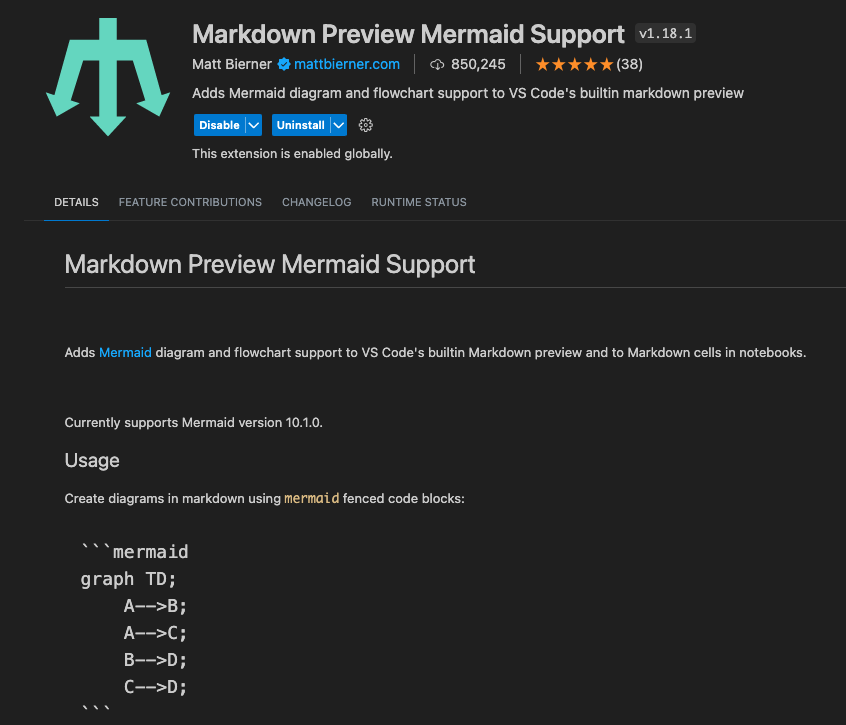 Markdown Preview Mermaid Support v1.18.1
Matt Bierner mattbierner.com 850,245 ★★★★★(38)
Adds Mermaid diagram and flowchart support to VS Code's builtin markdown preview
Disable Uninstall
This extension is enabled globally.
DETAILS FEATURE CONTRIBUTIONS CHANGELOG RUNTIME STATUS
Markdown Preview Mermaid Support
Adds Mermaid diagram and flowchart support to VS Code's builtin Markdown preview and to Markdown cells in notebooks.
Currently supports Mermaid version 10.1.0.
Usage
Create diagrams in markdown using mermaid fenced code blocks:
```mermaid
graph TD;
    A-->B;
    A-->C;
    B-->D;
    C-->D;
```